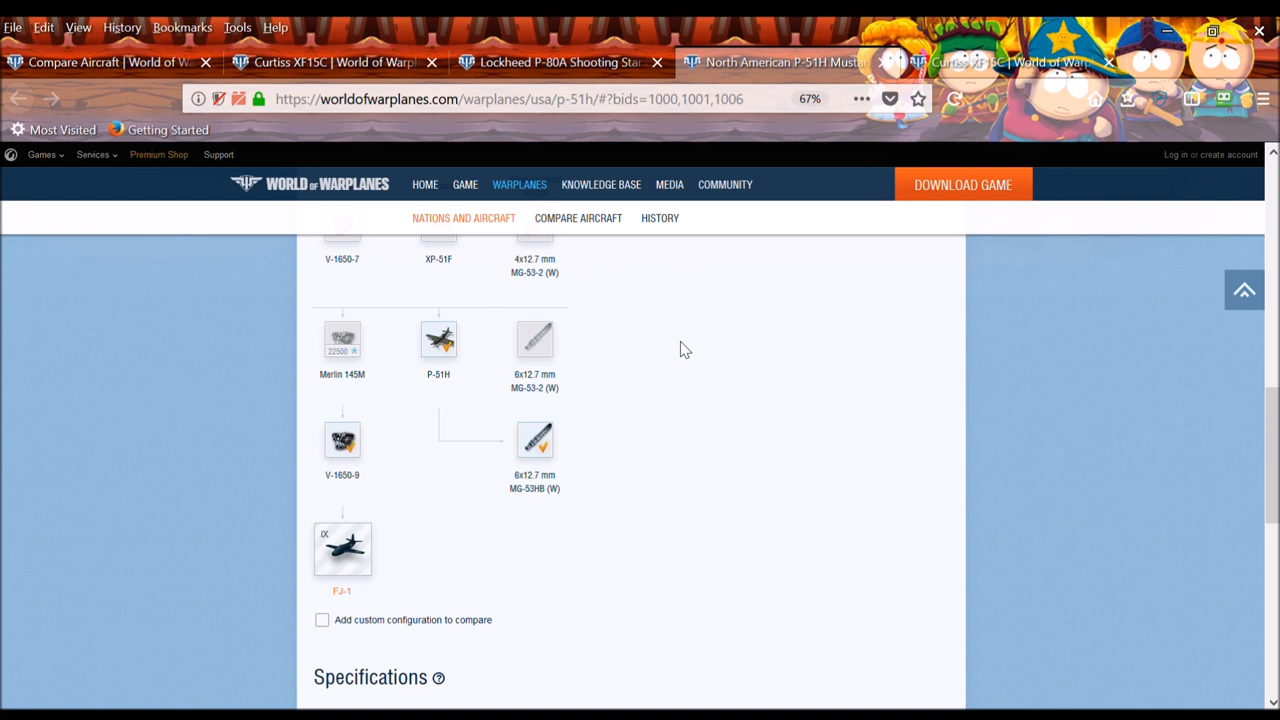 File Edit View History Bookmarks Tools Help
Compare Aircraft | World of W
Curtiss XF15C | World of Warpl
Lockheed P-80A Shooting Star
North American P-51H Mustar
Curtiss XF15C | World of Warpl
https://worldofwarplanes.com/warplanes/usa/p-51h/#?bids=1000,1001,1006 67%
Most Visited Getting Started
Games Services Premium Shop Support Log in or create account
WORLD OF WARPLANES HOME GAME WARPLANES KNOWLEDGE BASE MEDIA COMMUNITY DOWNLOAD GAME
NATIONS AND AIRCRAFT COMPARE AIRCRAFT HISTORY
V-1650-7 XP-51F 4x12.7 mm
MG-53-2 (W)
22500
Merlin 145M P-51H 6x12.7 mm
MG-53-2 (W)
V-1650-9 6x12.7 mm
MG-53HB (W)
IX
FJ-1
Add custom configuration to compare
Specifications ?